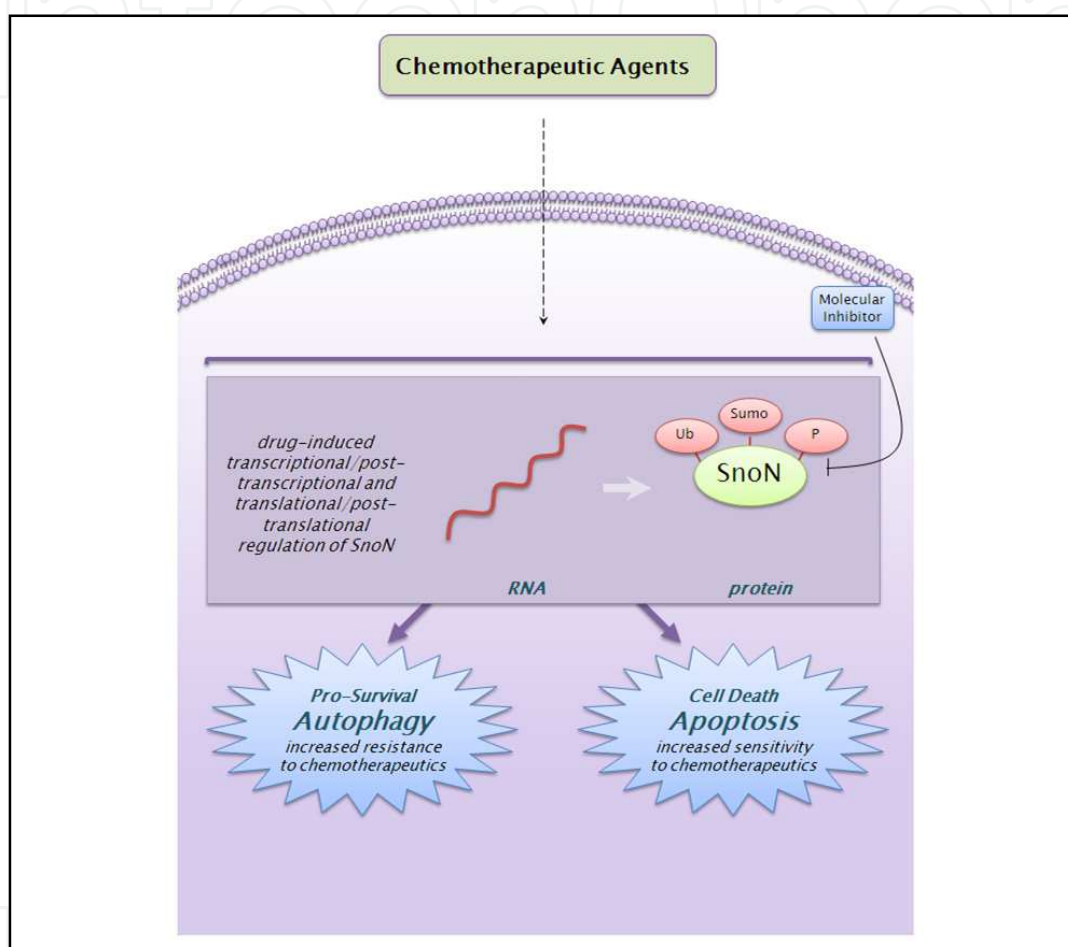 Chemotherapeutic Agents
Molecular
Inhibitor
drug-induced
transcriptional/post-
transcriptional and
translational/post-
translational
regulation of SnoN
Ub
Sumo
P
SnoN
RNA
protein
Pro-Survival
Autophagy
increased resistance
to chemotherapeutics
Cell Death
Apoptosis
increased sensitivity
to chemotherapeutics